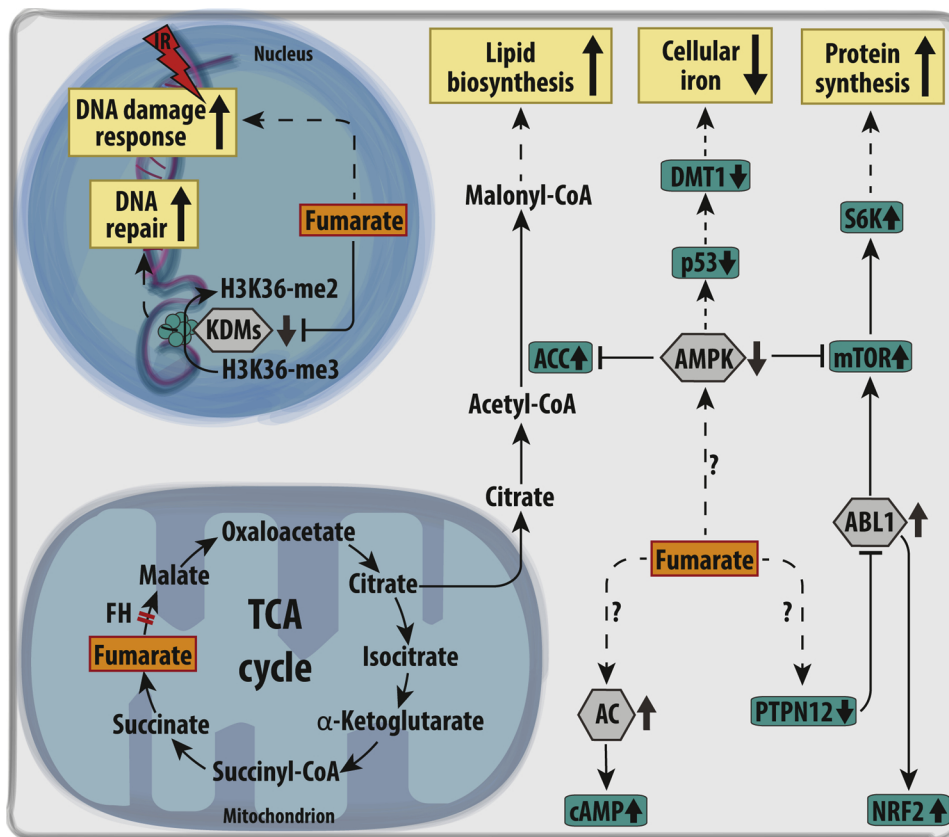 IR
Nucleus
DNA damage
response
DNA
repair
Fumarate
H3K36-me2
KDMs
H3K36-me3
Lipid
biosynthesis
Cellular
iron
Protein
synthesis
Malonyl-CoA
DMT1
S6K
p53
ACC
AMPK
mTOR
Acetyl-CoA
?
Citrate
ABL1
Fumarate
?
?
AC
PTPN12
cAMP
NRF2
Oxaloacetate
Malate
Citrate
FH
TCA
cycle
Fumarate
Isocitrate
Succinate
α-Ketoglutarate
Succinyl-CoA
Mitochondrion